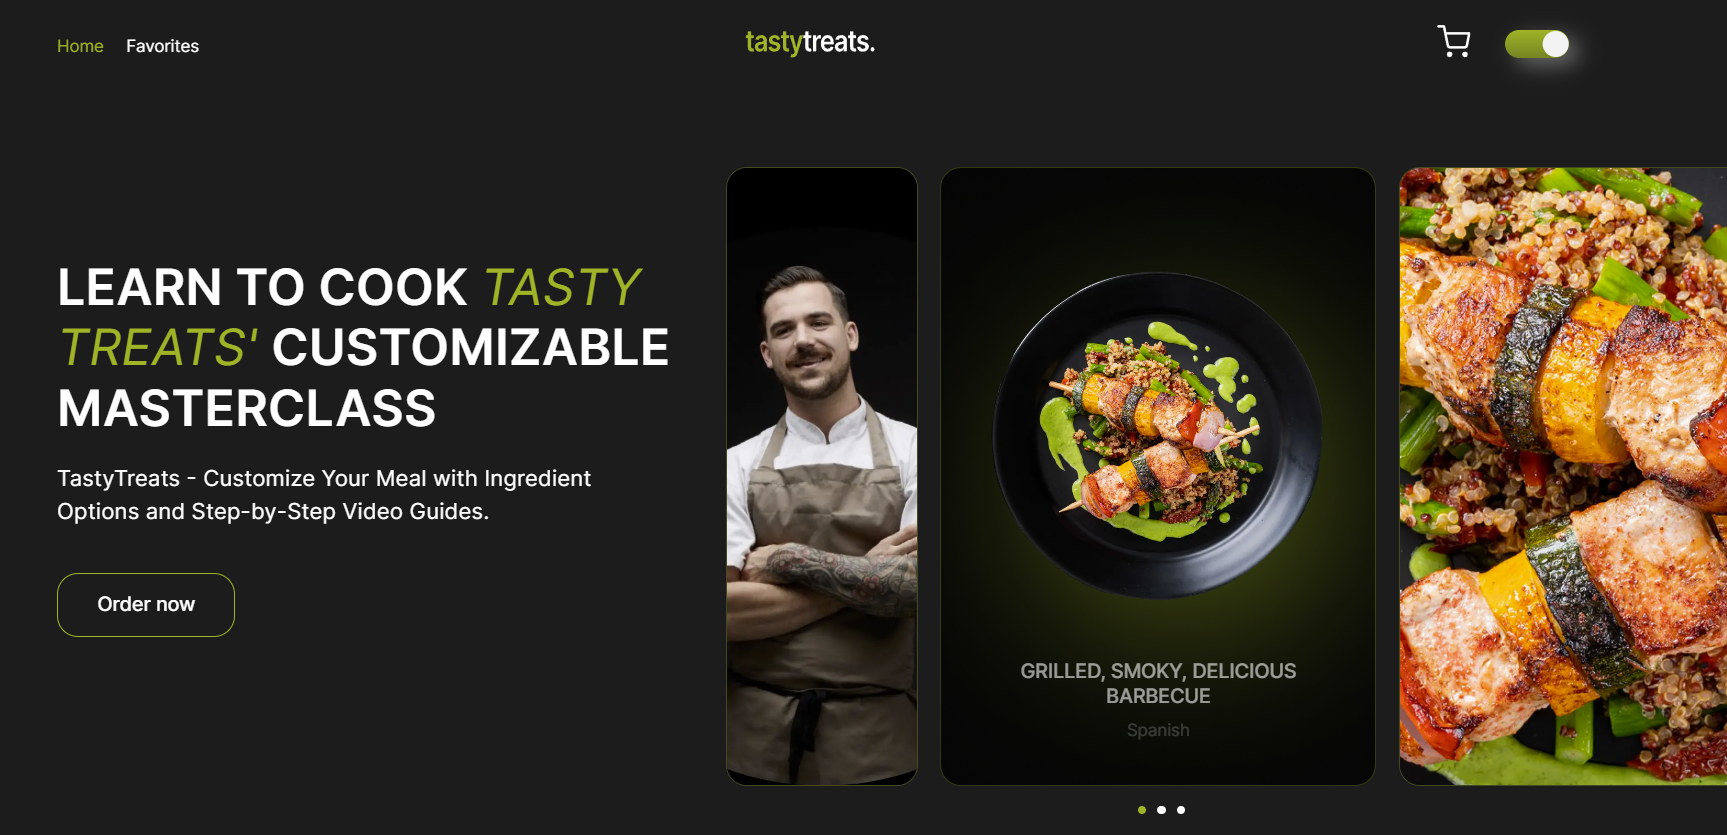 Home Favorites
tastytreats.
LEARN TO COOK TASTY
TREATS' CUSTOMIZABLE
MASTERCLASS
TastyTreats - Customize Your Meal with Ingredient
Options and Step-by-Step Video Guides.
Order now
GRILLED, SMOKY, DELICIOUS
BARBECUE
Spanish